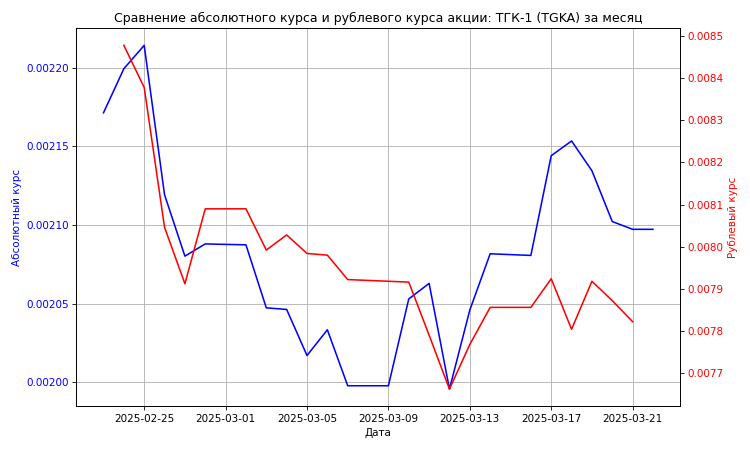 Сравнение абсолютного курса и рублевого курса акции: ТГК-1 (TGKA) за месяц
0.00220
0.00215
0.00210
0.00205
0.00200
Абсолютный курс
0.0085
0.0084
0.0083
0.0082
0.0081
0.0080
0.0079
0.0078
0.0077
Рублевый курс
2025-02-25 2025-03-01 2025-03-05 2025-03-09 2025-03-13 2025-03-17 2025-03-21
Дата